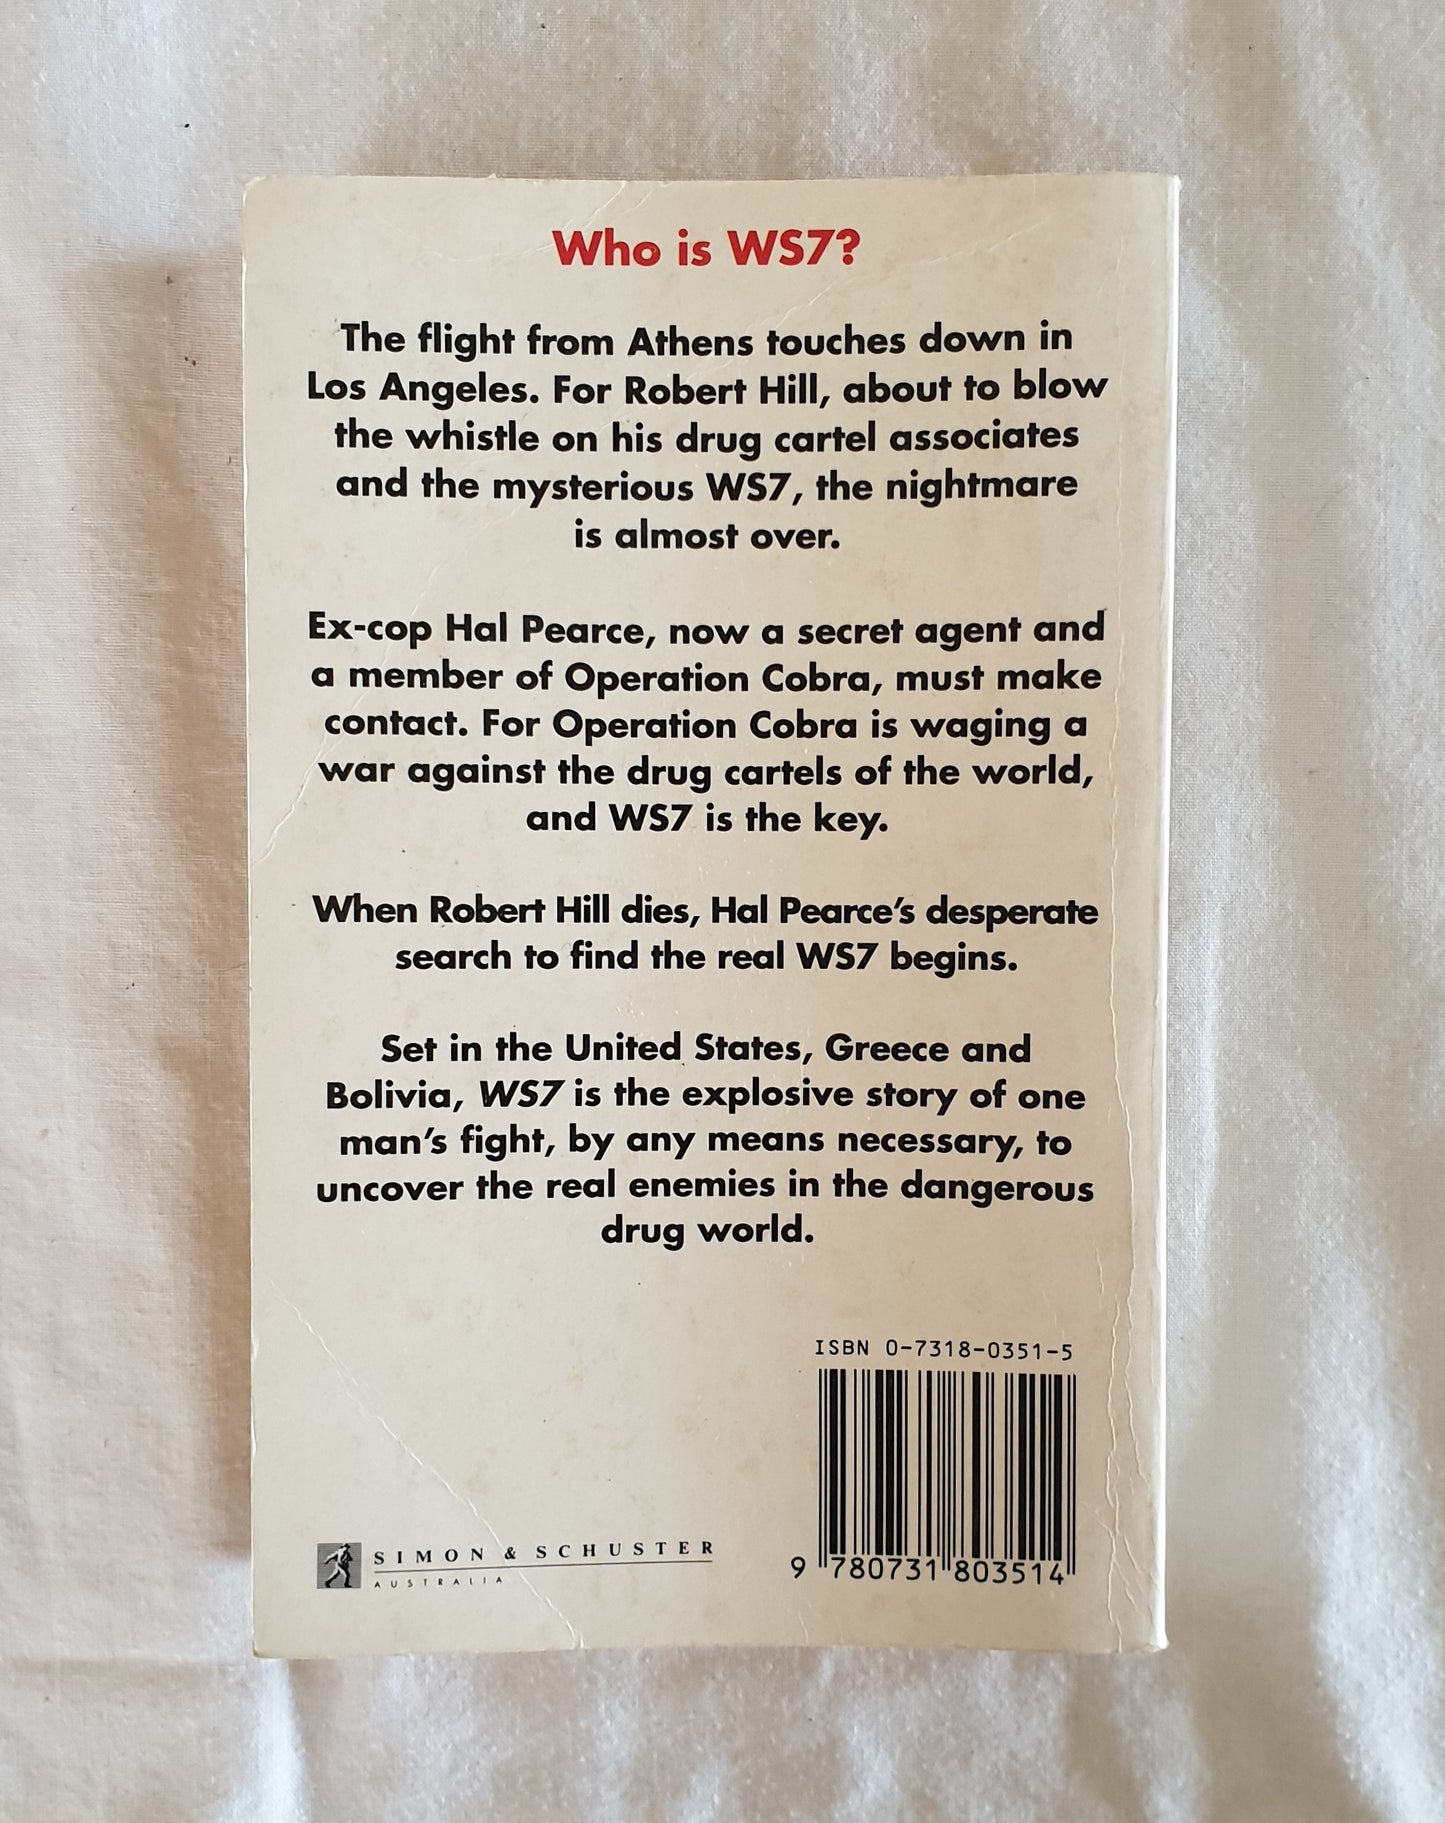 Who is WS7?
The flight from Athens touches down in
Los Angeles. For Robert Hill, about to blow
the whistle on his drug cartel associates
and the mysterious WS7, the nightmare
is almost over.
Ex-cop Hal Pearce, now a secret agent and
a member of Operation Cobra, must make
contact. For Operation Cobra is waging a
war against the drug cartels of the world,
and WS7 is the key.
When Robert Hill dies, Hal Pearce's desperate
search to find the real WS7 begins.
Set in the United States, Greece and
Bolivia, WS7 is the explosive story of one
man's fight, by any means necessary, to
uncover the real enemies in the dangerous
drug world.
ISBN 0-7318-0351-5
9 780731 803514
SIMON & SCHUSTER
AUSTRALIA